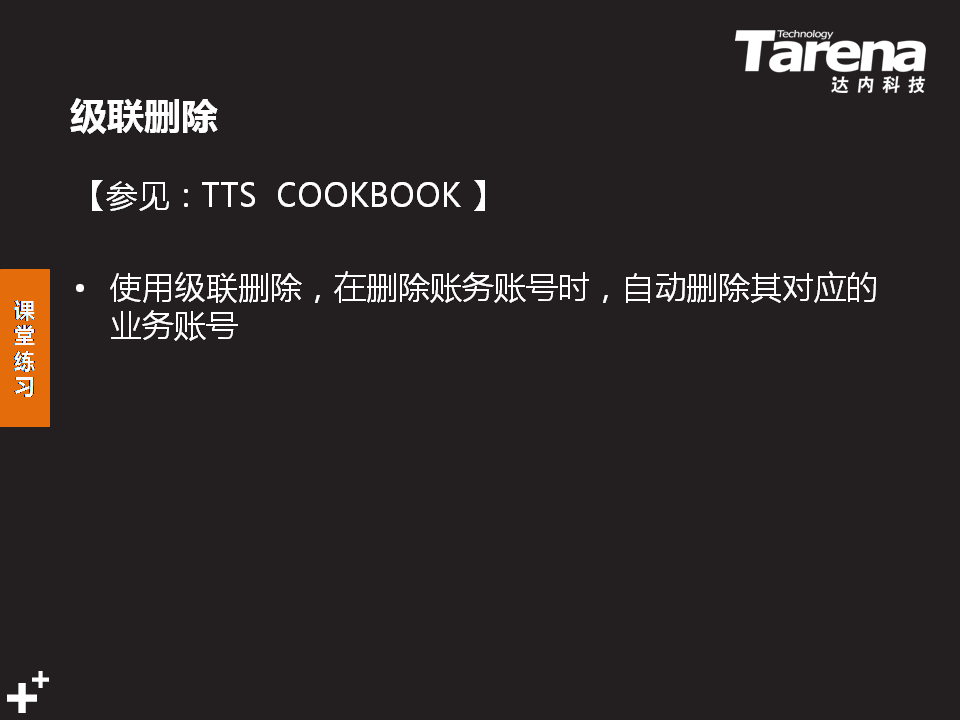 Technology
Tarena
达内科技
级联删除
【参见：TTS COOKBOOK】
• 使用级联删除，在删除账务账号时，自动删除其对应的
业务账号
课
堂
练
习